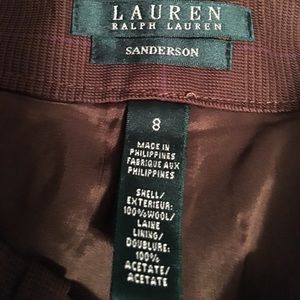 LAUREN
RALPH LAUREN
SANDERSON
8
MADE IN
PHILIPPINES
FABRIQUE AUX
PHILIPPINES
SHELL/
EXTERIEUR:
100%WOOL/
LAINE
LINING/
DOUBLURE:
100%
ACETATE/
ACETATE